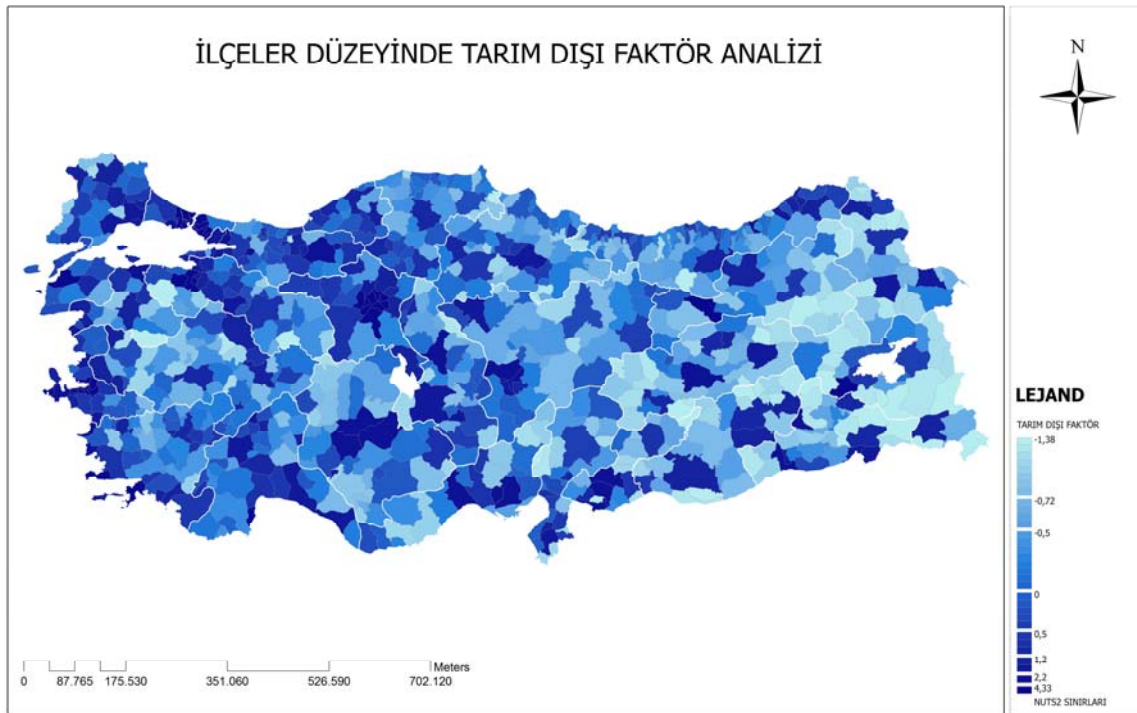 İLÇELER DÜZEYİNDE TARIM DIŞI FAKTÖR ANALİZİ
N
LEJAND
TARIM DIŞI FAKTÖR
-1,38
-0,72
-0,5
0
0,5
1,2
2,2
4,33
NUTS2 SINIRLARI
Meters
0 87.765 175.530 351.060 526.590 702.120